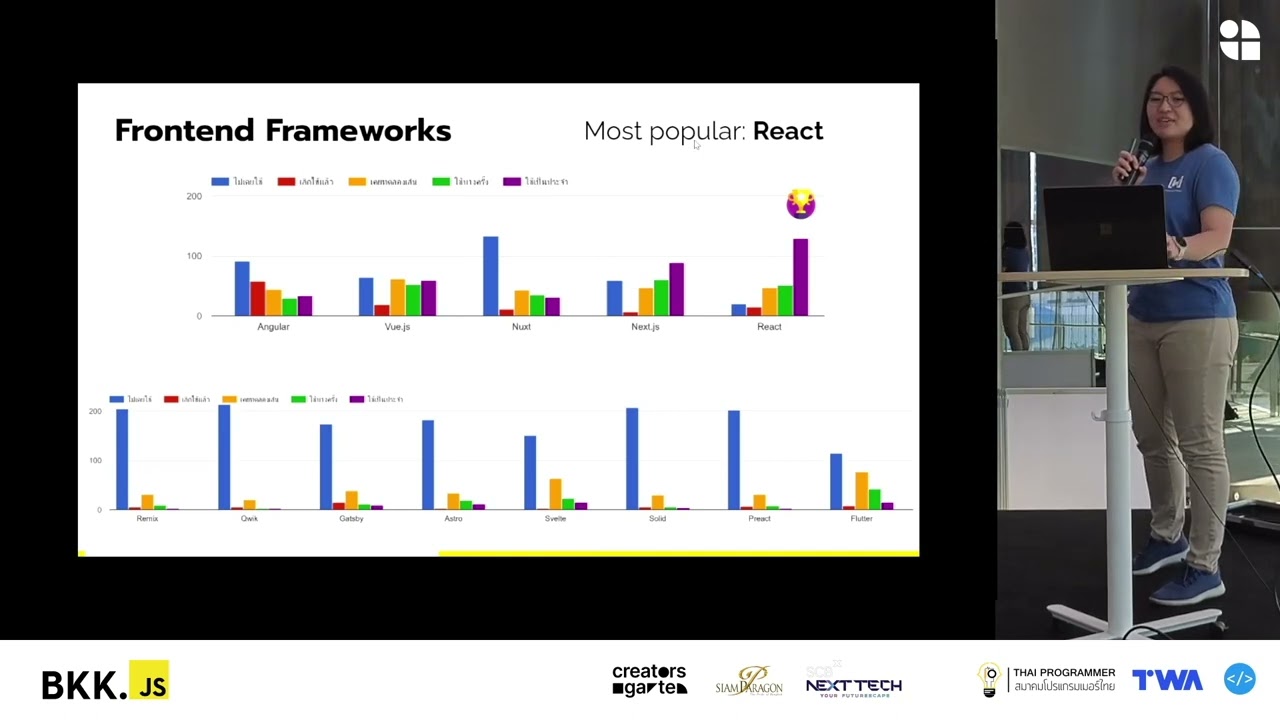 Frontend Frameworks
Most popular: React
ไม่เคยใช้ เลิกใช้แล้ว เคยทดลองเล่น ใช้บางครั้ง ใช้เป็นประจำ
200
100
0
Angular Vue.js Nuxt Next.js React
ไม่เคยใช้ เลิกใช้แล้ว เคยทดลองเล่น ใช้บางครั้ง ใช้เป็นประจำ
200
100
0
Remix Qwik Gatsby Astro Svelte Solid Preact Flutter
BKK.JS
creators
garten
SIAM PARAGON
SCBX
NEXT TECH
YOUR FUTURESCAPE
THAI PROGRAMMER
สมาคมโปรแกรมเมอร์ไทย
TWA
</>